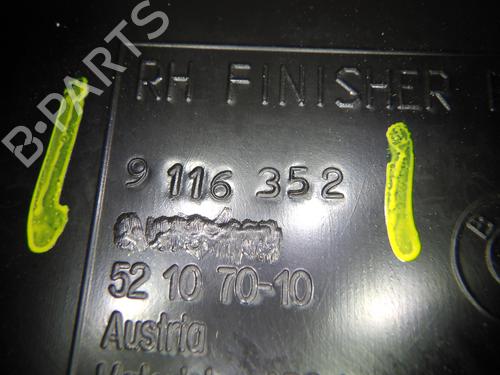 RH FINISHER
9 116 352
52 10 70-10
Austria
B-PARTS